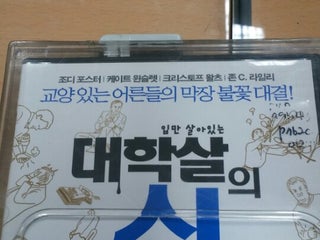 조디 포스터 | 케이트 윈슬렛 | 크리스토프 왈츠 | 존 C. 라일리
교양 있는 어른들의 막장 불꽃 대결!
입만 살아있는
대학살의
신